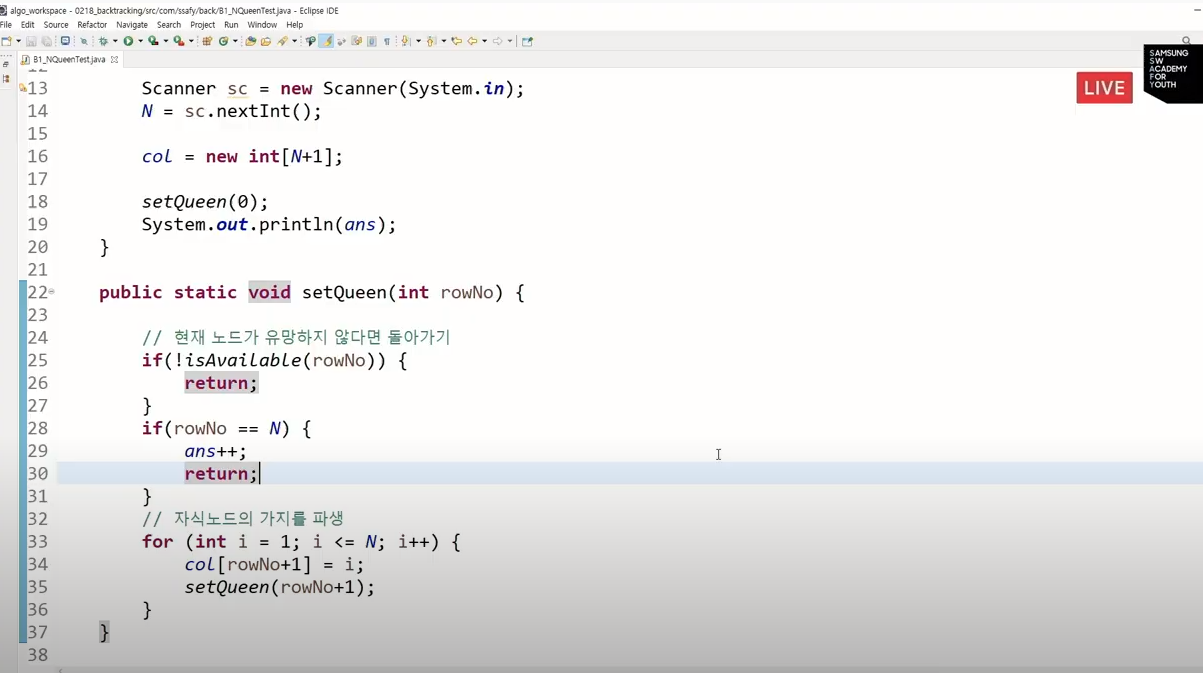 algo_workspace - 0218_backtracking/src/com/ssafy/back/B1_NQueenTest.java - Eclipse IDE
File Edit Source Refactor Navigate Search Project Run Window Help
B1_NQueenTest.java
SAMSUNG
SW
ACADEMY
FOR
YOUTH
LIVE
12
13 Scanner sc = new Scanner(System.in);
14 N = sc.nextInt();
15
16 col = new int[N+1];
17
18 setQueen(0);
19 System.out.println(ans);
20 }
21
22 public static void setQueen(int rowNo) {
23
24 // 현재 노드가 유망하지 않다면 돌아가기
25 if(!isAvailable(rowNo)) {
26 return;
27 }
28 if(rowNo == N) {
29 ans++;
30 return;
31 }
32 // 자식노드의 가지를 파생
33 for (int i = 1; i <= N; i++) {
34 col[rowNo+1] = i;
35 setQueen(rowNo+1);
36 }
37 }
38